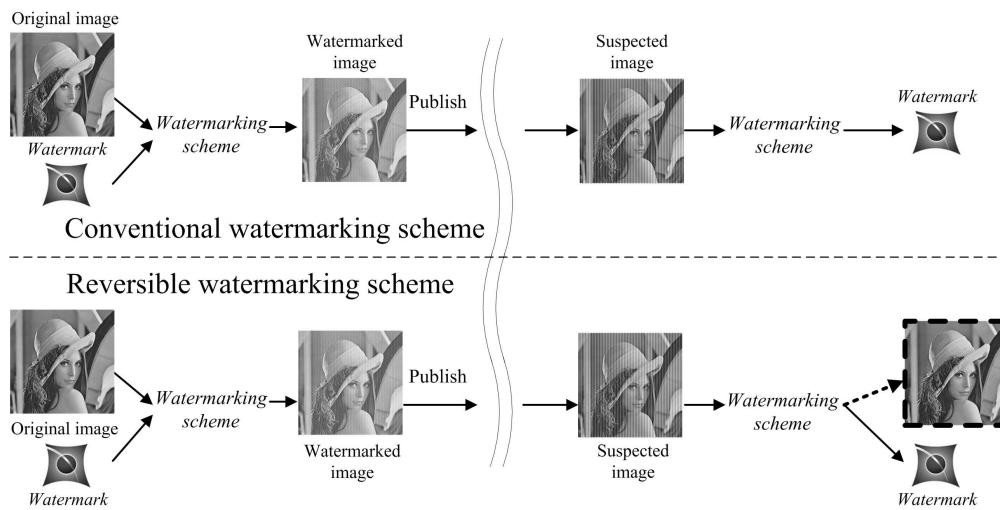 Original image
Watermark
Watermarking
scheme
Watermarked
image
Publish
Suspected
image
Watermarking
scheme
Watermark
Conventional watermarking scheme
Reversible watermarking scheme
Original image
Watermark
Watermarking
scheme
Watermarked
image
Publish
Suspected
image
Watermarking
scheme
Watermark